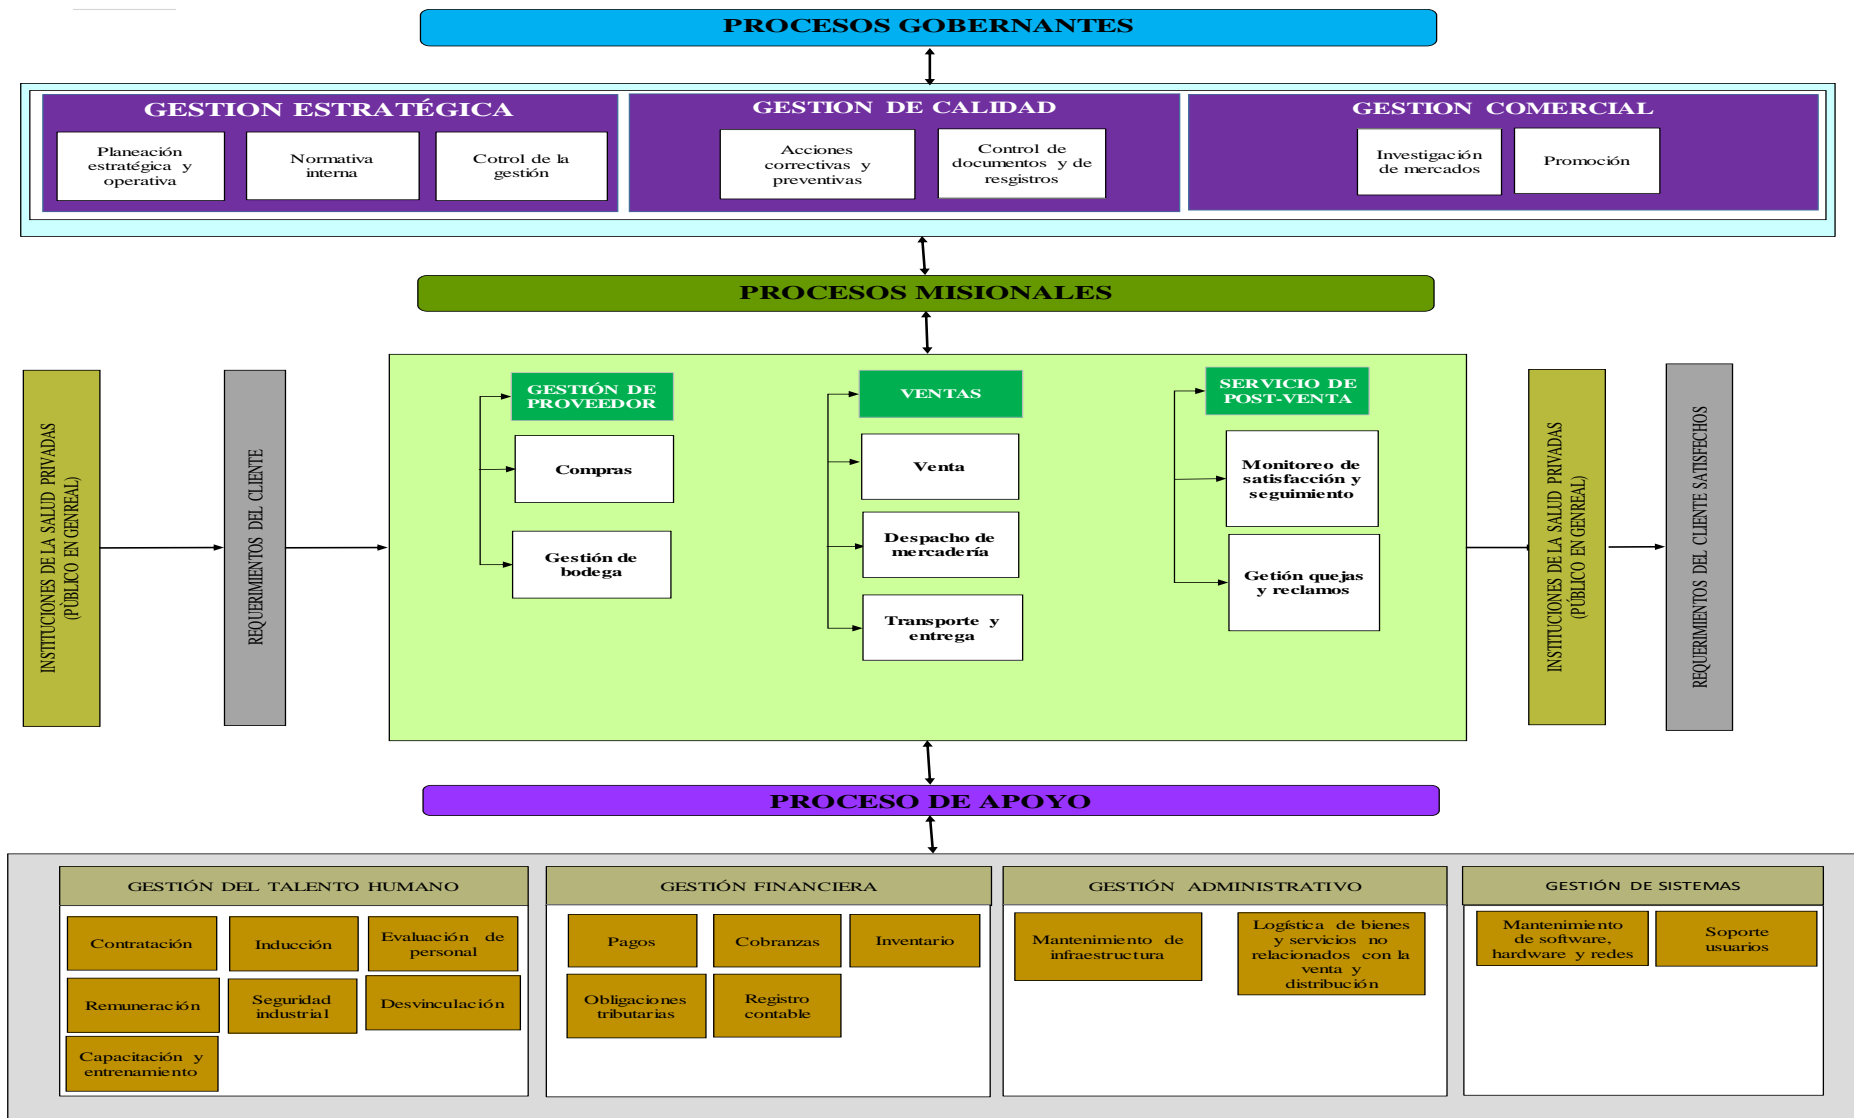 PROCESOS GOBERNANTES
GESTION ESTRATÉGICA
Planeación
estratégica y
operativa
Normativa
interna
Cotrol de la
gestión
GESTION DE CALIDAD
Acciones
correctivas y
preventivas
Control de
documentos y de
resgistros
GESTION COMERCIAL
Investigación
de mercados
Promoción
PROCESOS MISIONALES
INSTITUCIONES DE LA SALUD PRIVADAS
(PÙBLICO EN GENREAL)
REQUERIMIENTOS DEL CLIENTE
GESTIÓN DE
PROVEEDOR
Compras
Gestión de
bodega
VENTAS
Venta
Despacho de
mercadería
Transporte y
entrega
SERVICIO DE
POST-VENTA
Monitoreo de
satisfacción y
seguimiento
Getión quejas
y reclamos
INSTITUCIONES DE LA SALUD PRIVADAS
(PÚBLICO EN GENREAL)
REQUERIMIENTOS DEL CLIENTE SATISFECHOS
PROCESO DE APOYO
GESTIÓN DEL TALENTO HUMANO
Contratación
Inducción
Evaluación de
personal
Remuneración
Seguridad
industrial
Desvinculación
Capacitación y
entrenamiento
GESTIÓN FINANCIERA
Pagos
Cobranzas
Inventario
Obligaciones
tributarias
Registro
contable
GESTIÓN ADMINISTRATIVO
Mantenimiento de
infraestructura
Logística de bienes
y servicios no
relacionados con la
venta y
distribución
GESTIÓN DE SISTEMAS
Mantenimiento
de software,
hardware y redes
Soporte
usuarios